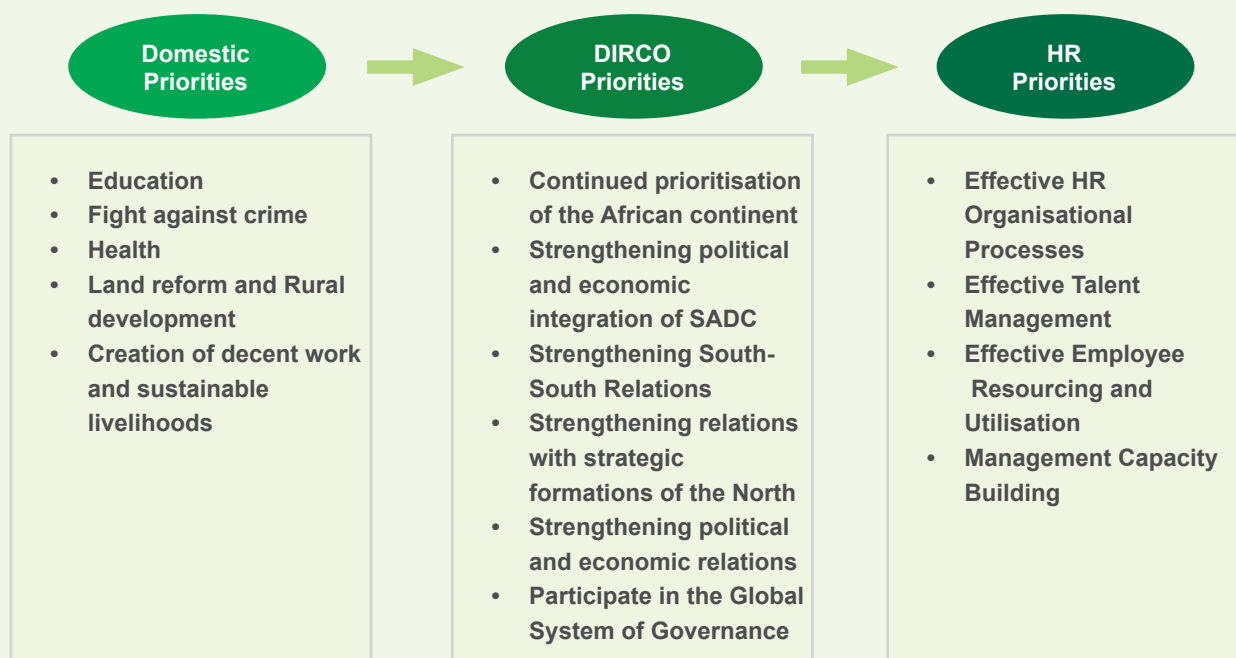 Domestic
Priorities
DIRCO
Priorities
HR
Priorities
• Education
• Fight against crime
• Health
• Land reform and Rural
development
• Creation of decent work
and sustainable
livelihoods
• Continued prioritisation
of the African continent
• Strengthening political
and economic
integration of SADC
• Strengthening South-
South Relations
• Strengthening relations
with strategic
formations of the North
• Strengthening political
and economic relations
• Participate in the Global
System of Governance
• Effective HR
Organisational
Processes
• Effective Talent
Management
• Effective Employee
Resourcing and
Utilisation
• Management Capacity
Building